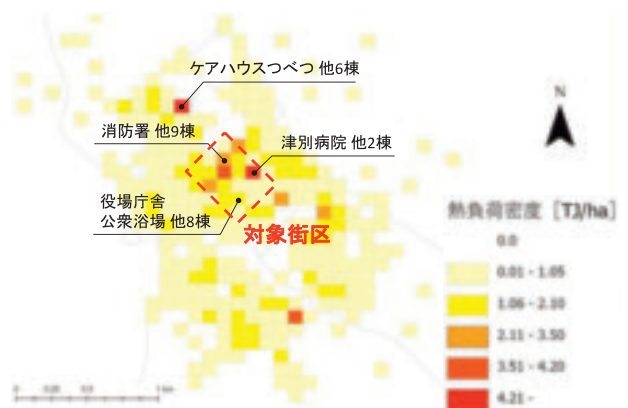 ケアハウスつべつ 他6棟
消防署 他9棟
津別病院 他2棟
役場庁舎
公衆浴場 他8棟
対象街区
N
熱負荷密度 [TJ/ha]
0.0
0.01 - 1.05
1.06 - 2.10
2.11 - 3.50
3.51 - 4.20
4.21 -